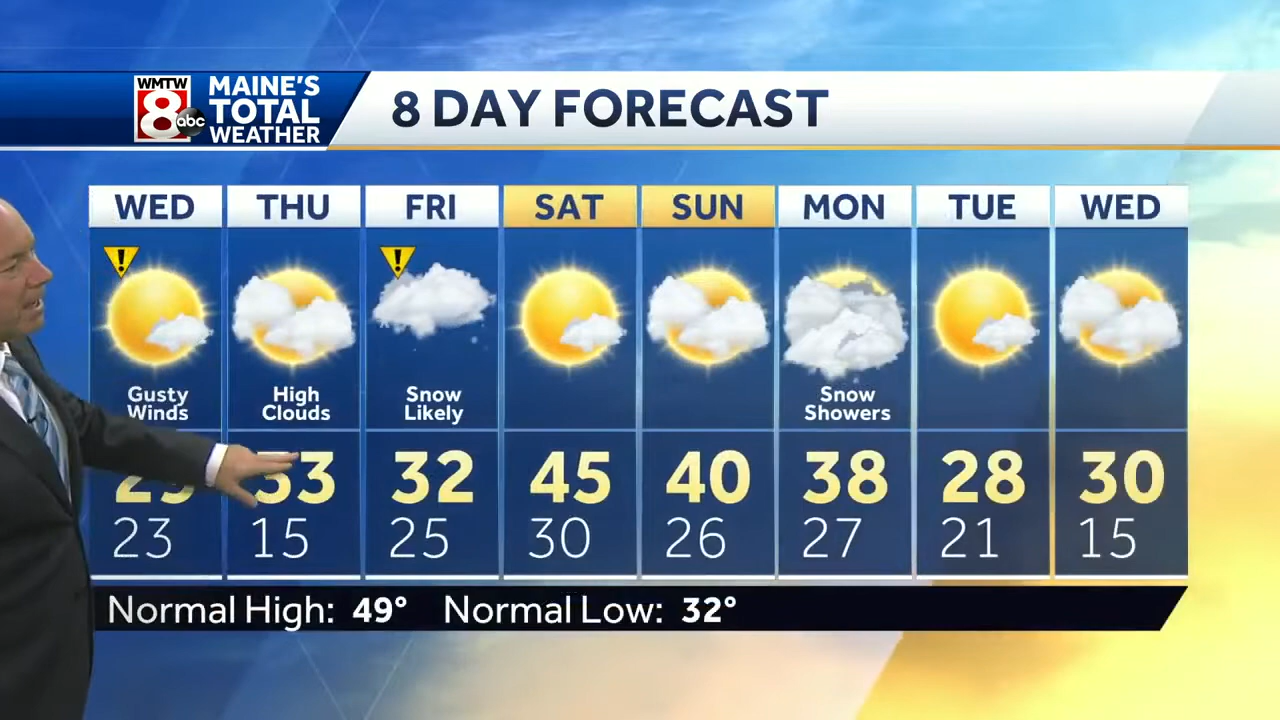 WMTW
8
abc
MAINE'S
TOTAL
WEATHER
8 DAY FORECAST
WED THU FRI SAT SUN MON TUE WED
! !
Gusty
Winds
High
Clouds
Snow
Likely
Snow
Showers
33 32 45 40 38 28 30
23 15 25 30 26 27 21 15
Normal High: 49° Normal Low: 32°